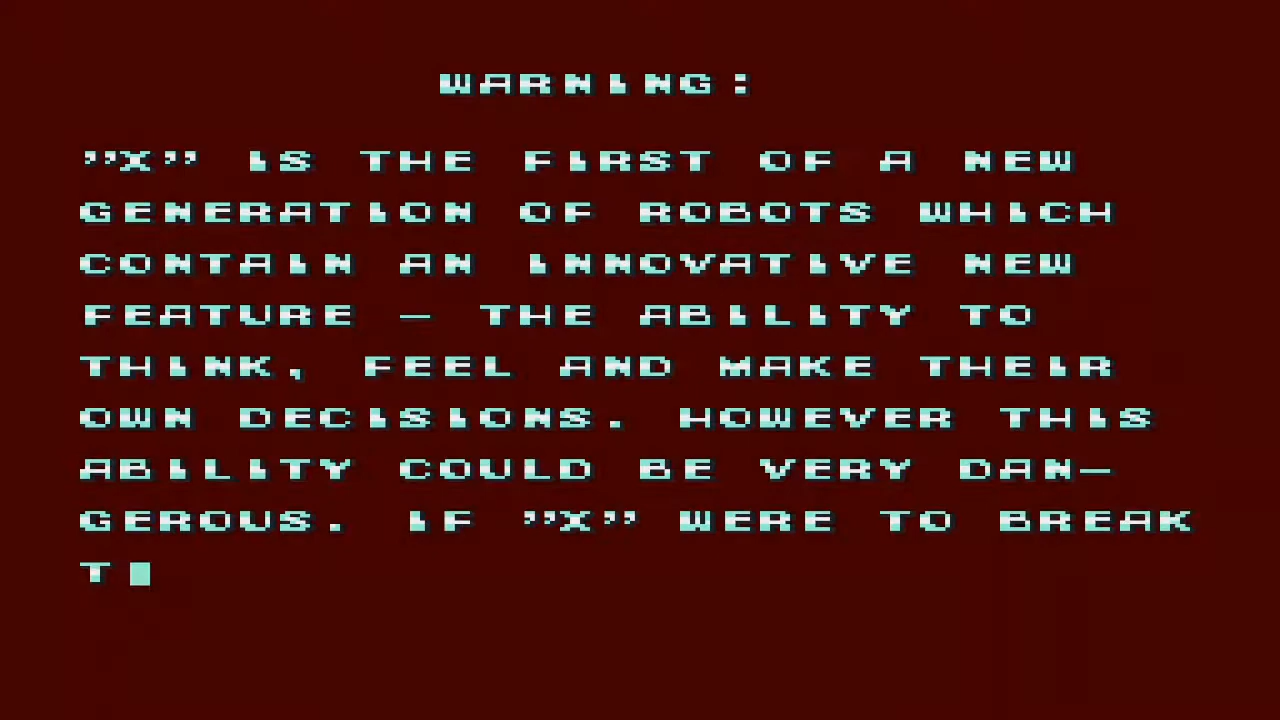 WARNING:
"X" IS THE FIRST OF A NEW
GENERATION OF ROBOTS WHICH
CONTAIN AN INNOVATIVE NEW
FEATURE – THE ABILITY TO
THINK, FEEL AND MAKE THEIR
OWN DECISIONS. HOWEVER THIS
ABILITY COULD BE VERY DAN–
GEROUS. IF "X" WERE TO BREAK
T